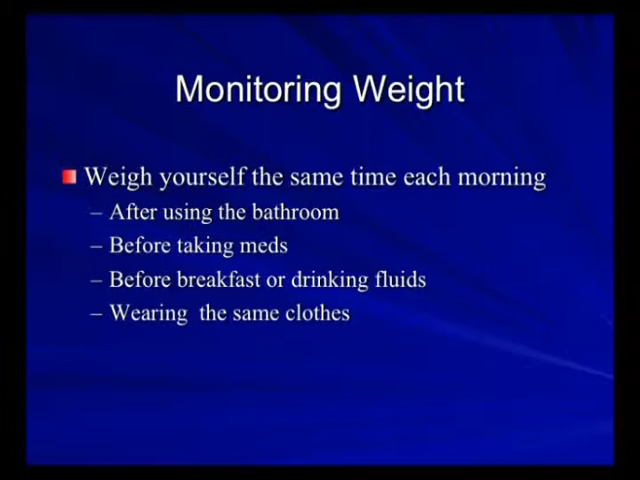 Monitoring Weight
Weigh yourself the same time each morning
– After using the bathroom
– Before taking meds
– Before breakfast or drinking fluids
– Wearing  the same clothes